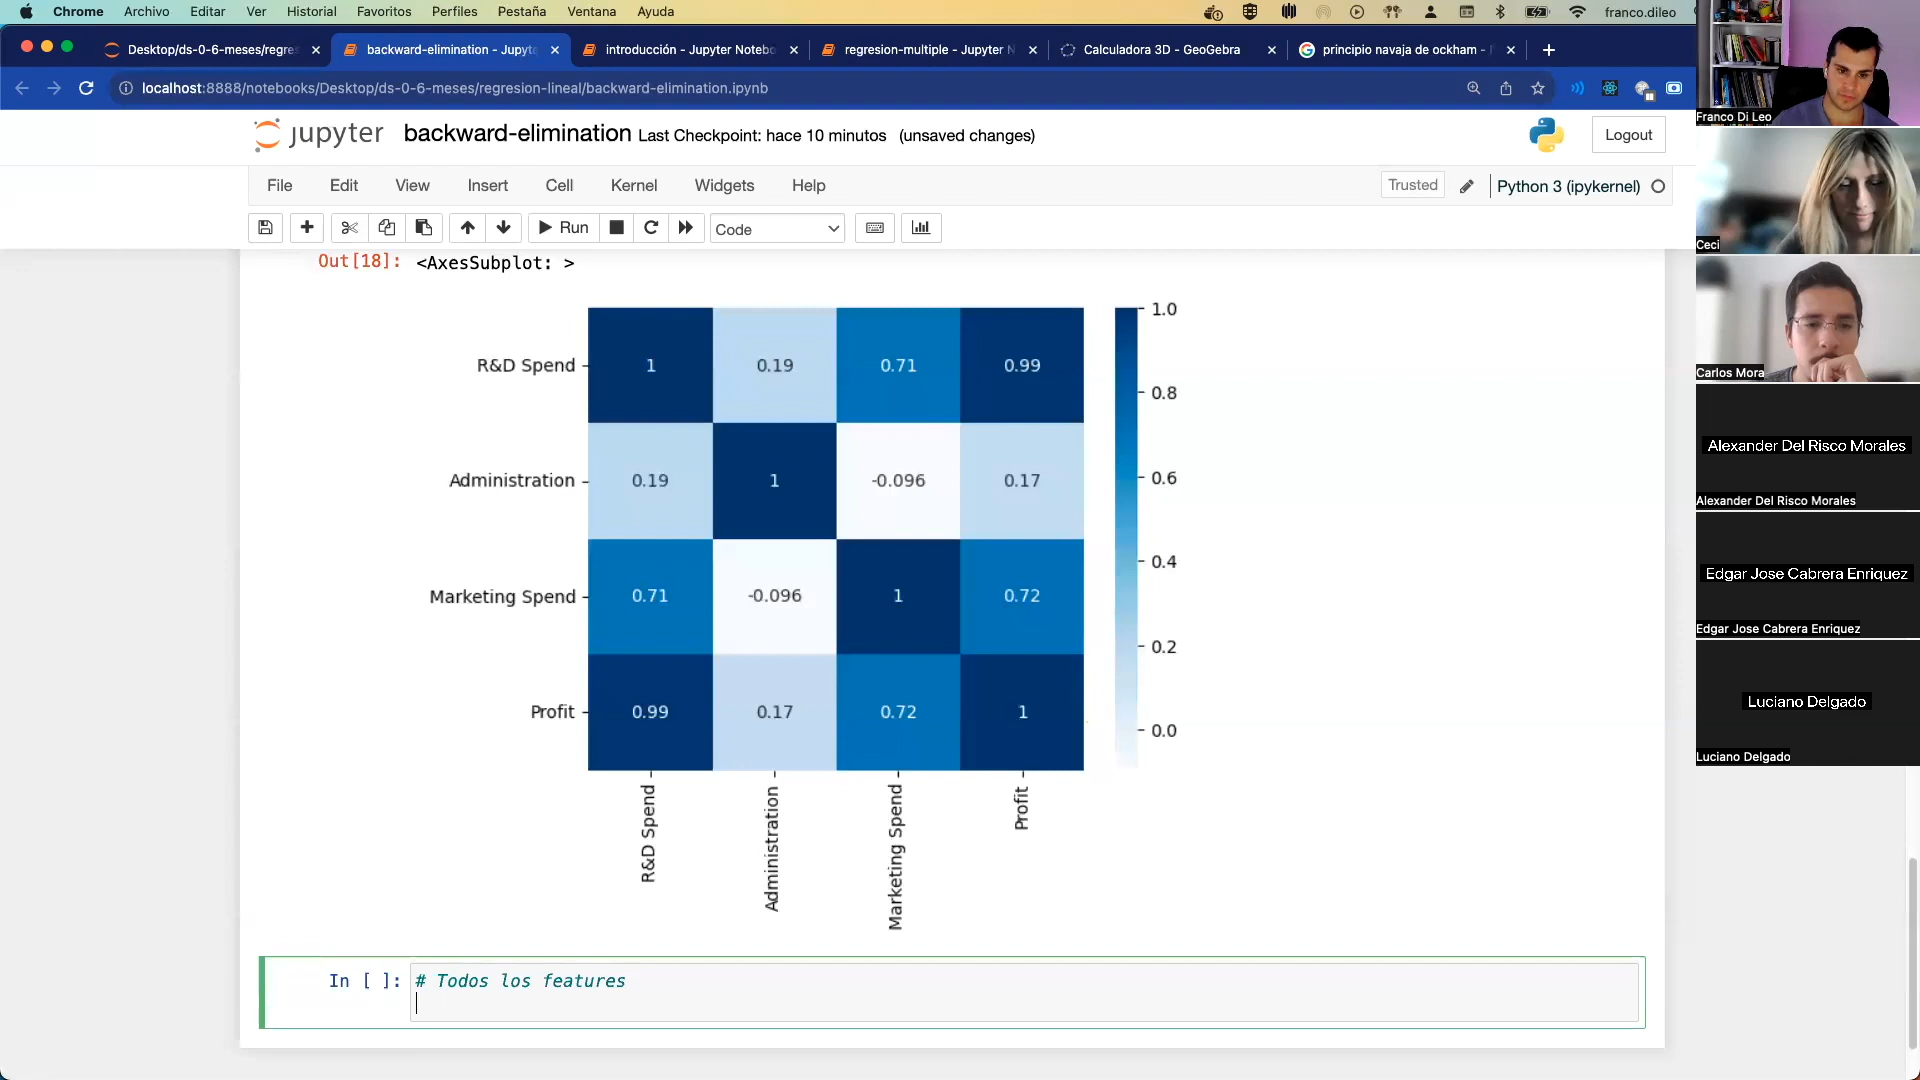 Chrome Archivo Editar Ver Historial Favoritos Perfiles Pestaña Ventana Ayuda franco.dileo
Desktop/ds-0-6-meses/regres
backward-elimination - Jupyte
introducción - Jupyter Notebo
regresion-multiple - Jupyter N
Calculadora 3D - GeoGebra
principio navaja de ockham -
localhost:8888/notebooks/Desktop/ds-0-6-meses/regresion-lineal/backward-elimination.ipynb
jupyter backward-elimination Last Checkpoint: hace 10 minutos (unsaved changes)
Logout
File Edit View Insert Cell Kernel Widgets Help
Trusted
Python 3 (ipykernel)
Run
Code
Out[18]: <AxesSubplot: >
R&D Spend 1 0.19 0.71 0.99
Administration 0.19 1 -0.096 0.17
Marketing Spend 0.71 -0.096 1 0.72
Profit 0.99 0.17 0.72 1
R&D Spend
Administration
Marketing Spend
Profit
1.0
0.8
0.6
0.4
0.2
0.0
In [ ]: # Todos los features
Franco Di Leo
Ceci
Carlos Mora
Alexander Del Risco Morales
Alexander Del Risco Morales
Edgar Jose Cabrera Enriquez
Edgar Jose Cabrera Enriquez
Luciano Delgado
Luciano Delgado